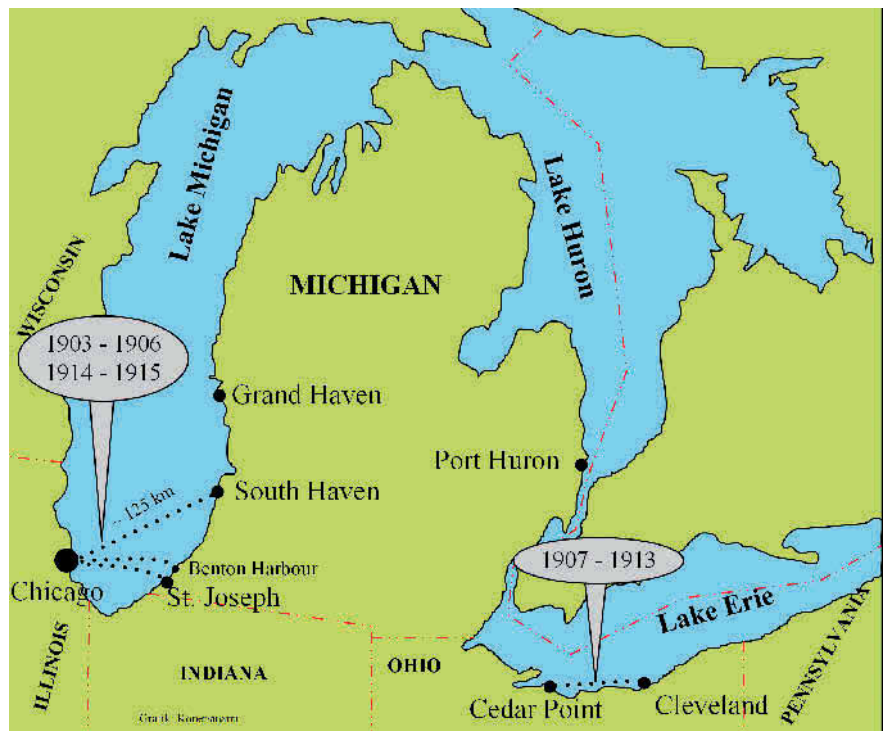 Lake Michigan
Lake Huron
WISCONSIN
MICHIGAN
1903 - 1906
1914 - 1915
Grand Haven
Port Huron
South Haven
~ 125 km
1907 - 1913
Benton Harbour
Chicago
St. Joseph
Lake Erie
ILLINOIS
INDIANA
OHIO
PENNSYLVANIA
Cedar Point
Cleveland